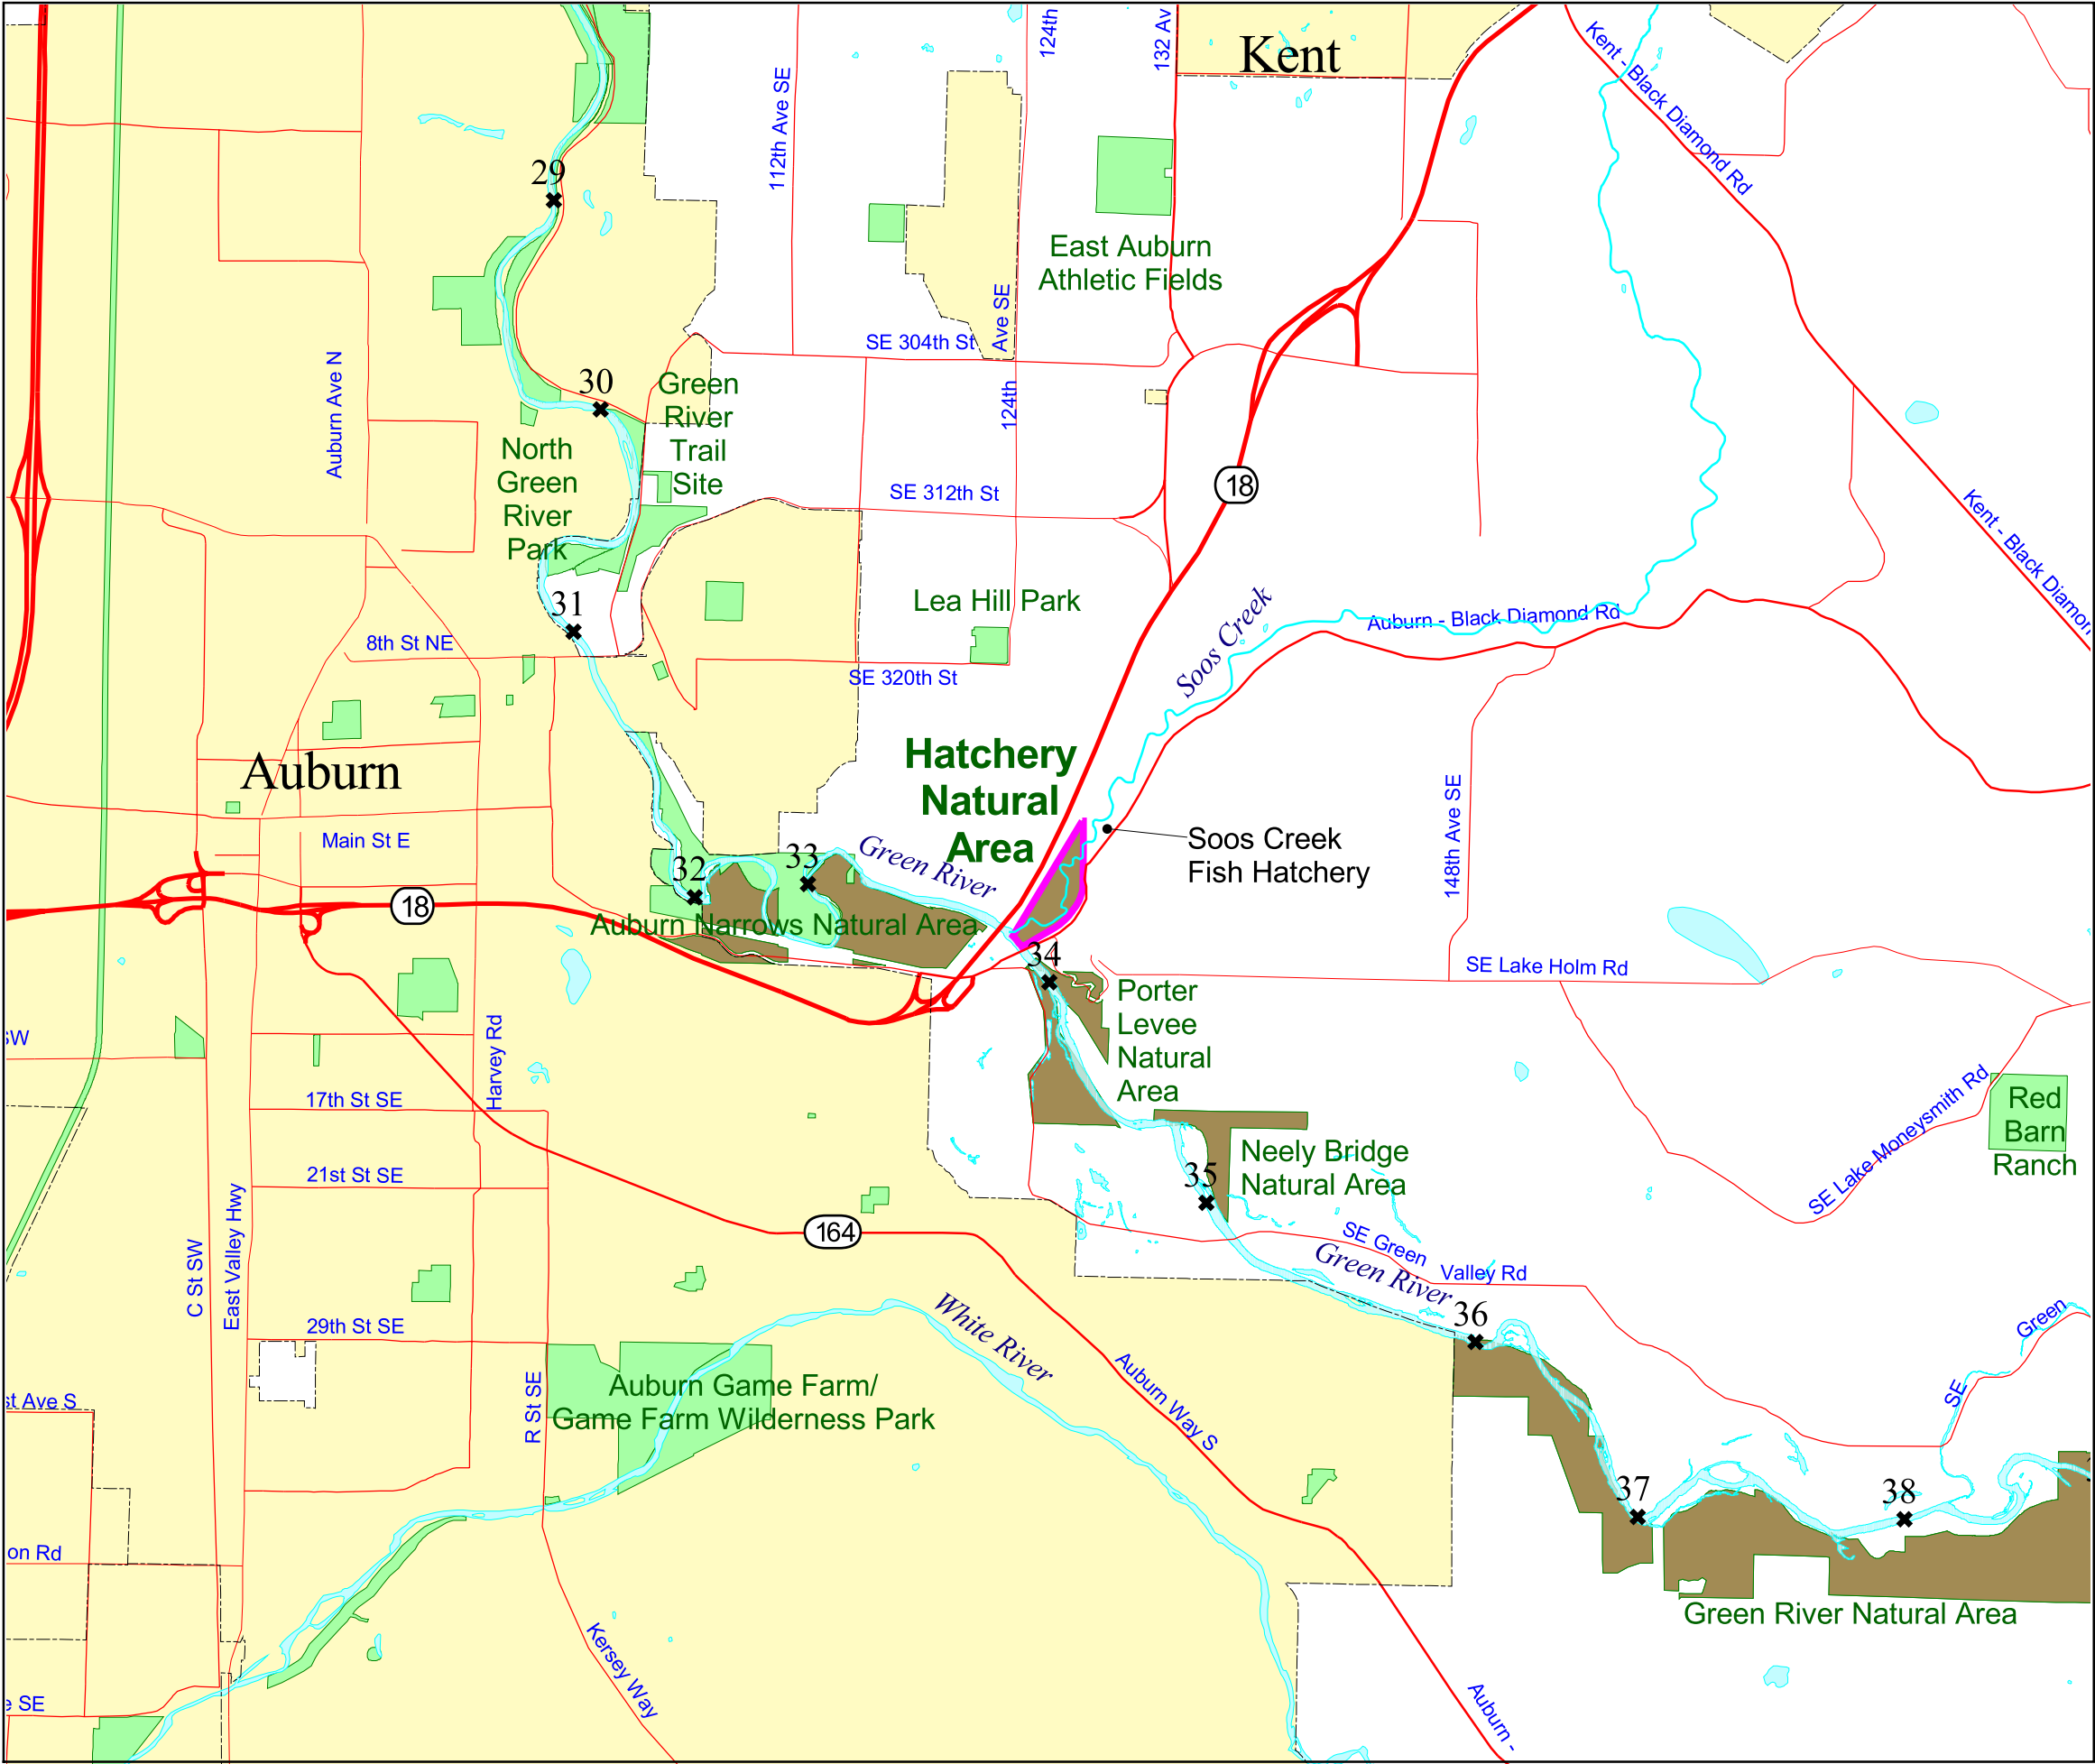 Kent
124th
132 Av
Kent - Black Diamond Rd
112th Ave SE
29
East Auburn
Athletic Fields
Ave SE
SE 304th St
Auburn Ave N
30
Green
River
Trail
Site
124th
North
Green
River
Park
18
SE 312th St
Kent - Black Diamon
31
Lea Hill Park
Soos Creek
Auburn - Black Diamond Rd
8th St NE
SE 320th St
Auburn
Hatchery
Natural
Area
148th Ave SE
Main St E
Soos Creek
Fish Hatchery
32
33
Green River
18
Auburn Narrows Natural Area
34
SE Lake Holm Rd
Porter
Levee
Natural
Area
SW
Harvey Rd
17th St SE
Red
Barn
Ranch
SE Lake Moneysmith Rd
Neely Bridge
Natural Area
35
21st St SE
East Valley Hwy
C St SW
164
SE Green
Valley Rd
Green River
36
White River
29th St SE
Green
SE
Auburn Game Farm/
Game Farm Wilderness Park
Auburn Way S
R St SE
st Ave S
37
38
on Rd
Green River Natural Area
Kersey Way
e SE
Auburn -